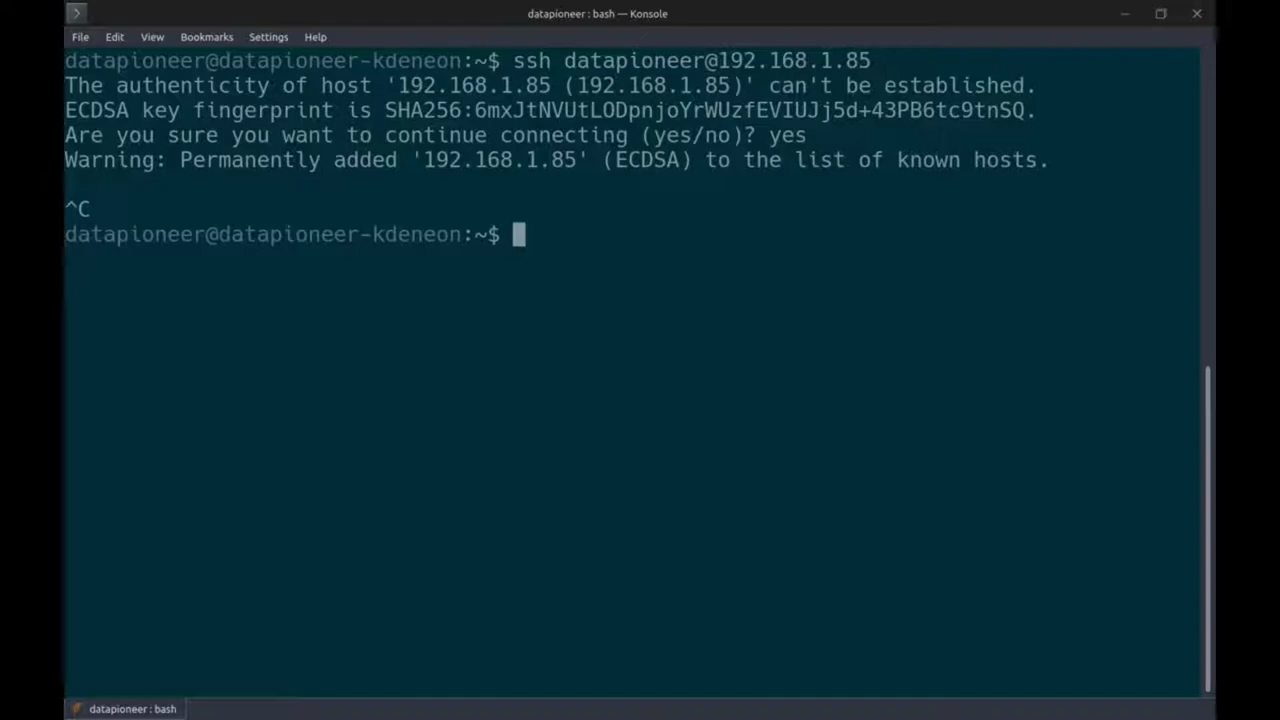 datapioneer : bash — Konsole
File Edit View Bookmarks Settings Help
datapioneer@datapioneer-kdeneon:~$ ssh datapioneer@192.168.1.85
The authenticity of host '192.168.1.85 (192.168.1.85)' can't be established.
ECDSA key fingerprint is SHA256:6mxJtNVUtLODpnjoYrWUzfEVIUJj5d+43PB6tc9tnSQ.
Are you sure you want to continue connecting (yes/no)? yes
Warning: Permanently added '192.168.1.85' (ECDSA) to the list of known hosts.
^C
datapioneer@datapioneer-kdeneon:~$
datapioneer : bash